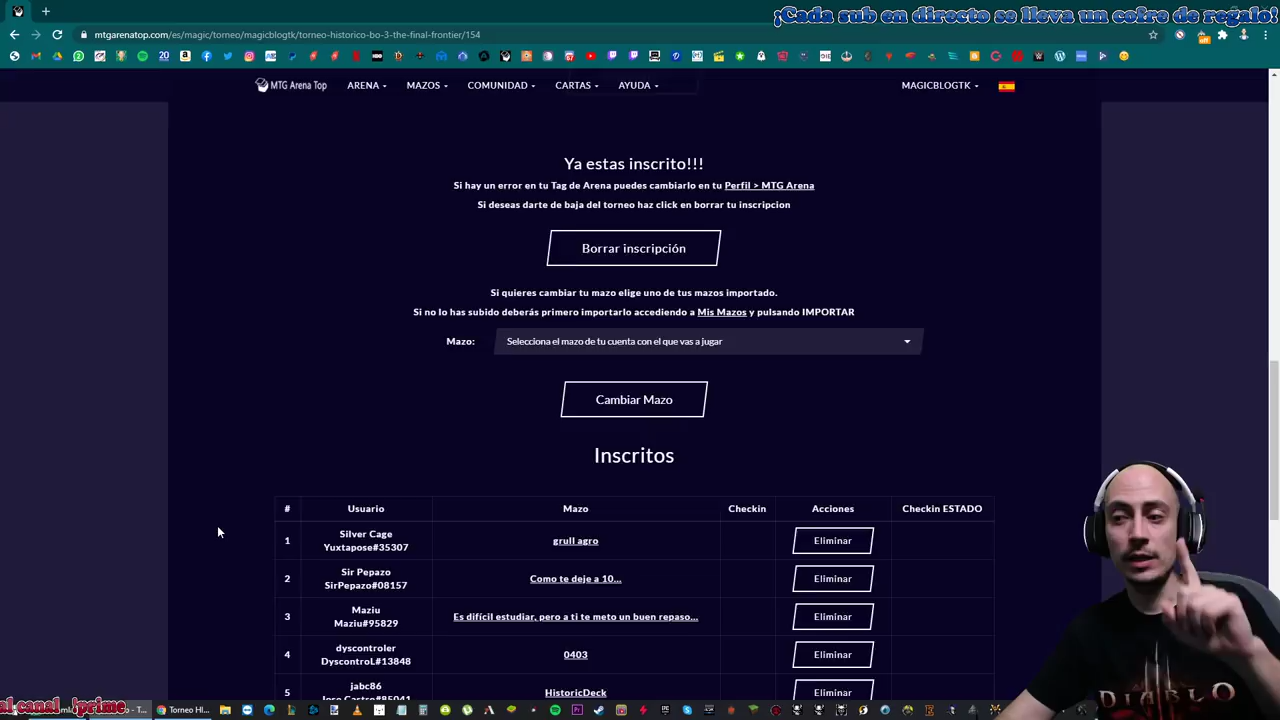 ¡Cada sub en directo se lleva un cofre de regalo!
mtgarenatop.com/es/magic/torneo/magicblogtk/torneo-historico-bo-3-the-final-frontier/154
MTG Arena Top ARENA MAZOS COMUNIDAD CARTAS AYUDA MAGICBLOGTK
Ya estas inscrito!!!
Si hay un error en tu Tag de Arena puedes cambiarlo en tu Perfil > MTG Arena
Si deseas darte de baja del torneo haz click en borrar tu inscripcion
Borrar inscripción
Si quieres cambiar tu mazo elige uno de tus mazos importado.
Si no lo has subido deberás primero importarlo accediendo a Mis Mazos y pulsando IMPORTAR
Mazo: Selecciona el mazo de tu cuenta con el que vas a jugar
Cambiar Mazo
Inscritos
# Usuario Mazo Checkin Acciones Checkin ESTADO
1 Silver Cage Yuxtapose#35307 grull agro Eliminar
2 Sir Pepazo SirPepazo#08157 Como te deje a 10... Eliminar
3 Maziu Maziu#95829 Es difícil estudiar, pero a ti te meto un buen repaso... Eliminar
4 dyscontroler DyscontroL#13848 0403 Eliminar
5 jabc86 Jose Castro#85041 HistoricDeck Eliminar
al canal !prime
Torneo Hi...
DIABLO